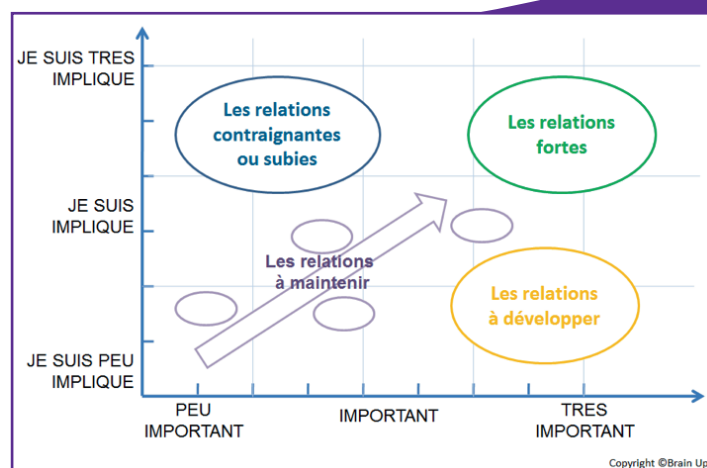 JE SUIS TRES
IMPLIQUE
Les relations
contraignantes
ou subies
Les relations
fortes
JE SUIS
IMPLIQUE
Les relations
à maintenir
Les relations
à développer
JE SUIS PEU
IMPLIQUE
PEU
IMPORTANT
IMPORTANT
TRES
IMPORTANT
Copyright ©Brain Up